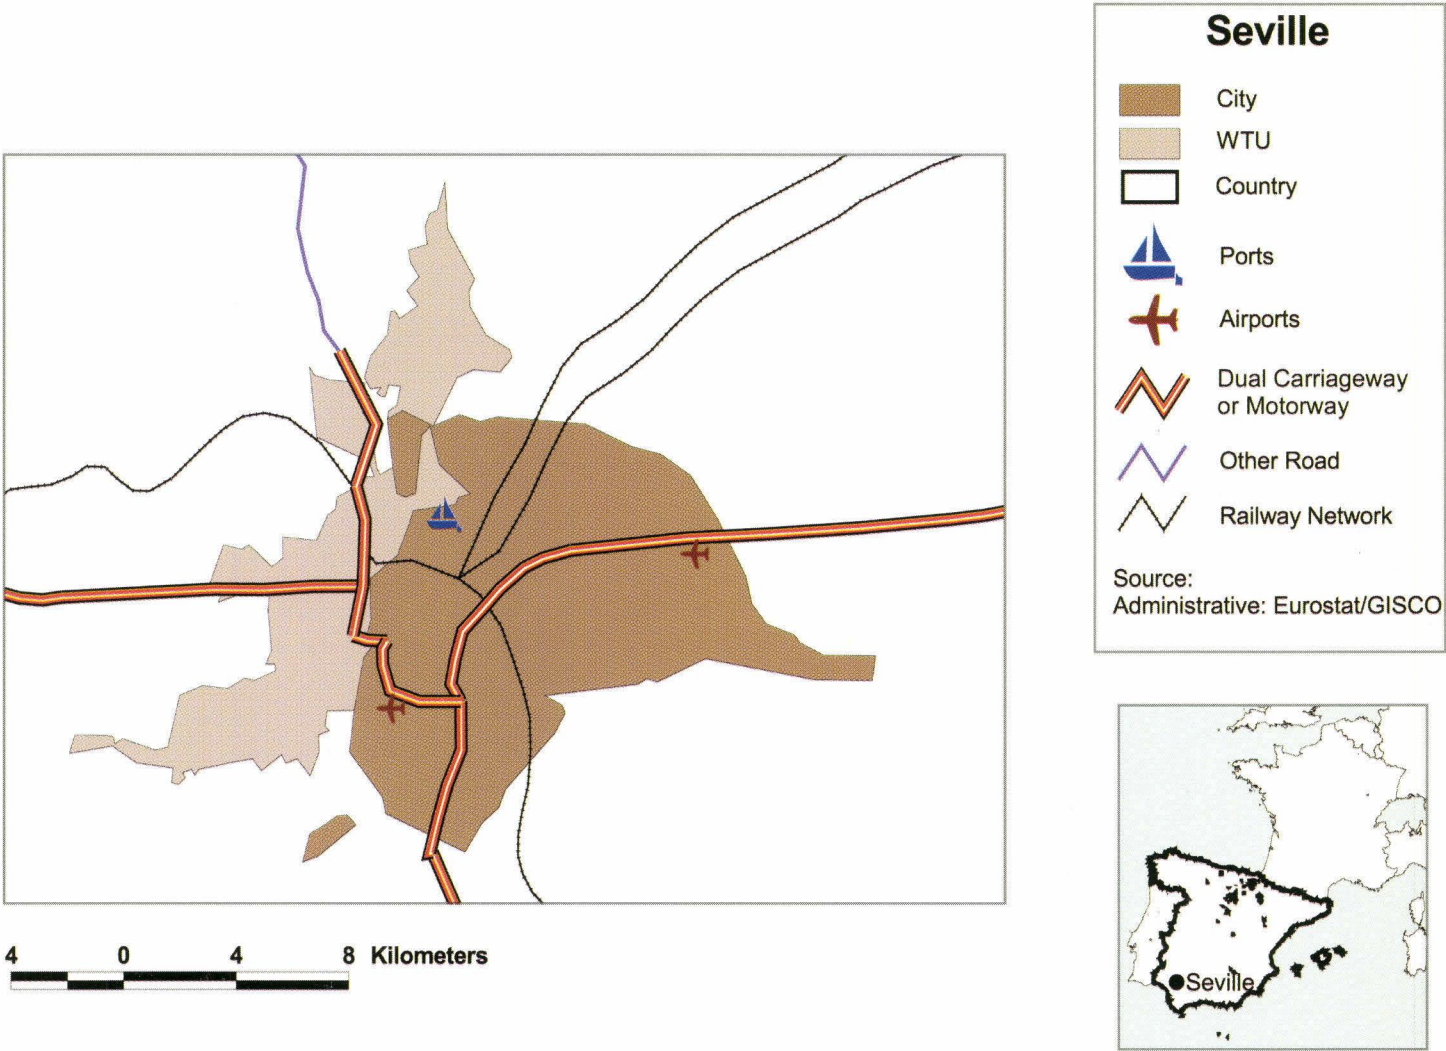 Seville
City
WTU
Country
Ports
Airports
Dual Carriageway
or Motorway
Other Road
Railway Network
Source:
Administrative: Eurostat/GISCO
4 0 4 8 Kilometers
Seville